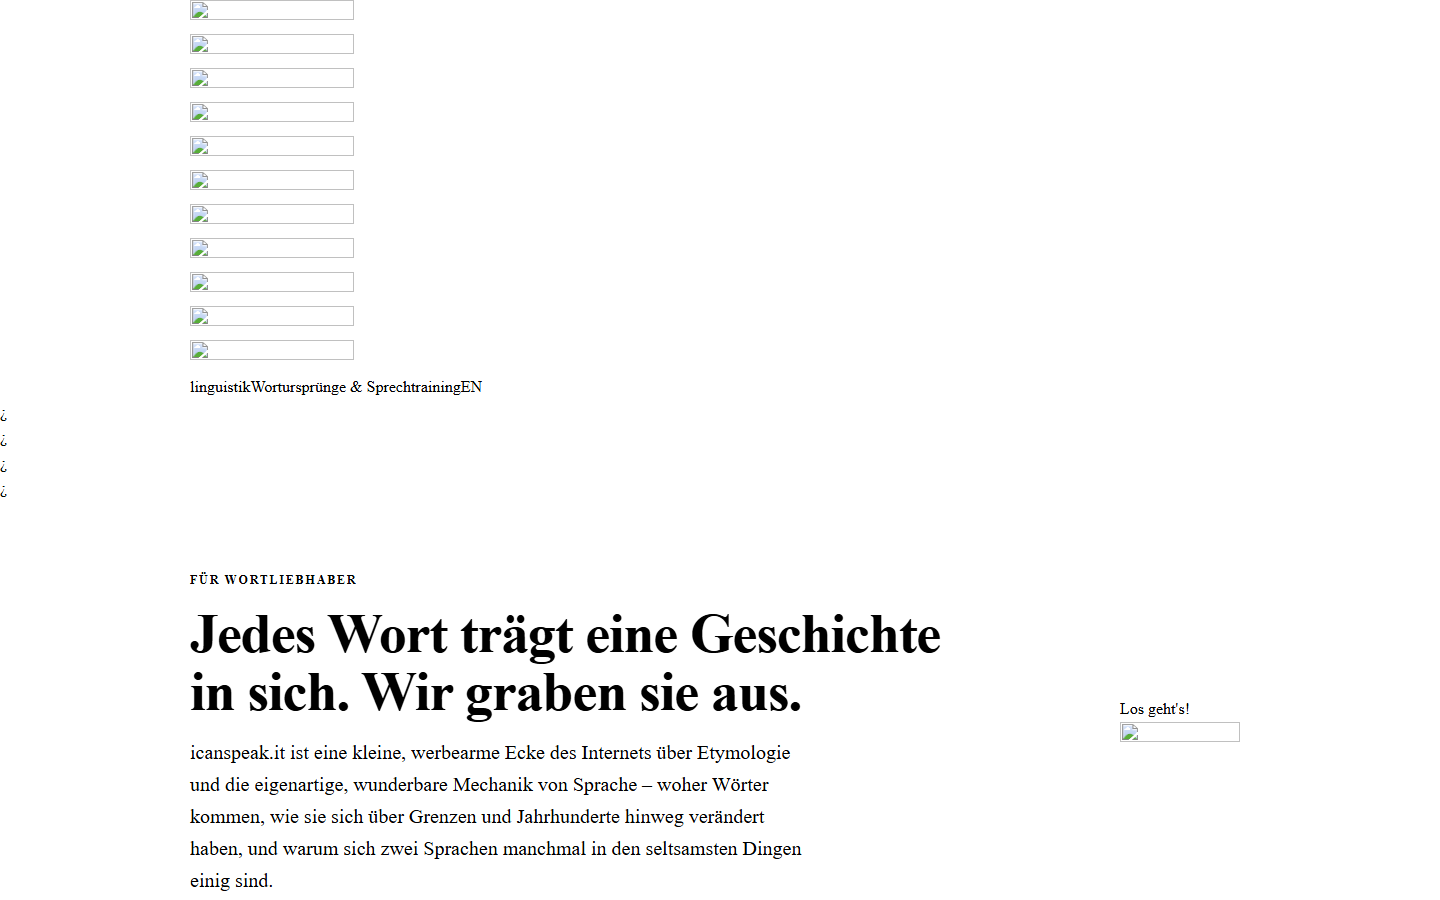 linguistikWortursprünge & SprechtrainingEN
¿
¿
¿
¿
FÜR WORTLIEBHABER
Jedes Wort trägt eine Geschichte
in sich. Wir graben sie aus.
Los geht's!
icanspeak.it ist eine kleine, werbearme Ecke des Internets über Etymologie
und die eigenartige, wunderbare Mechanik von Sprache – woher Wörter
kommen, wie sie sich über Grenzen und Jahrhunderte hinweg verändert
haben, und warum sich zwei Sprachen manchmal in den seltsamsten Dingen
einig sind.